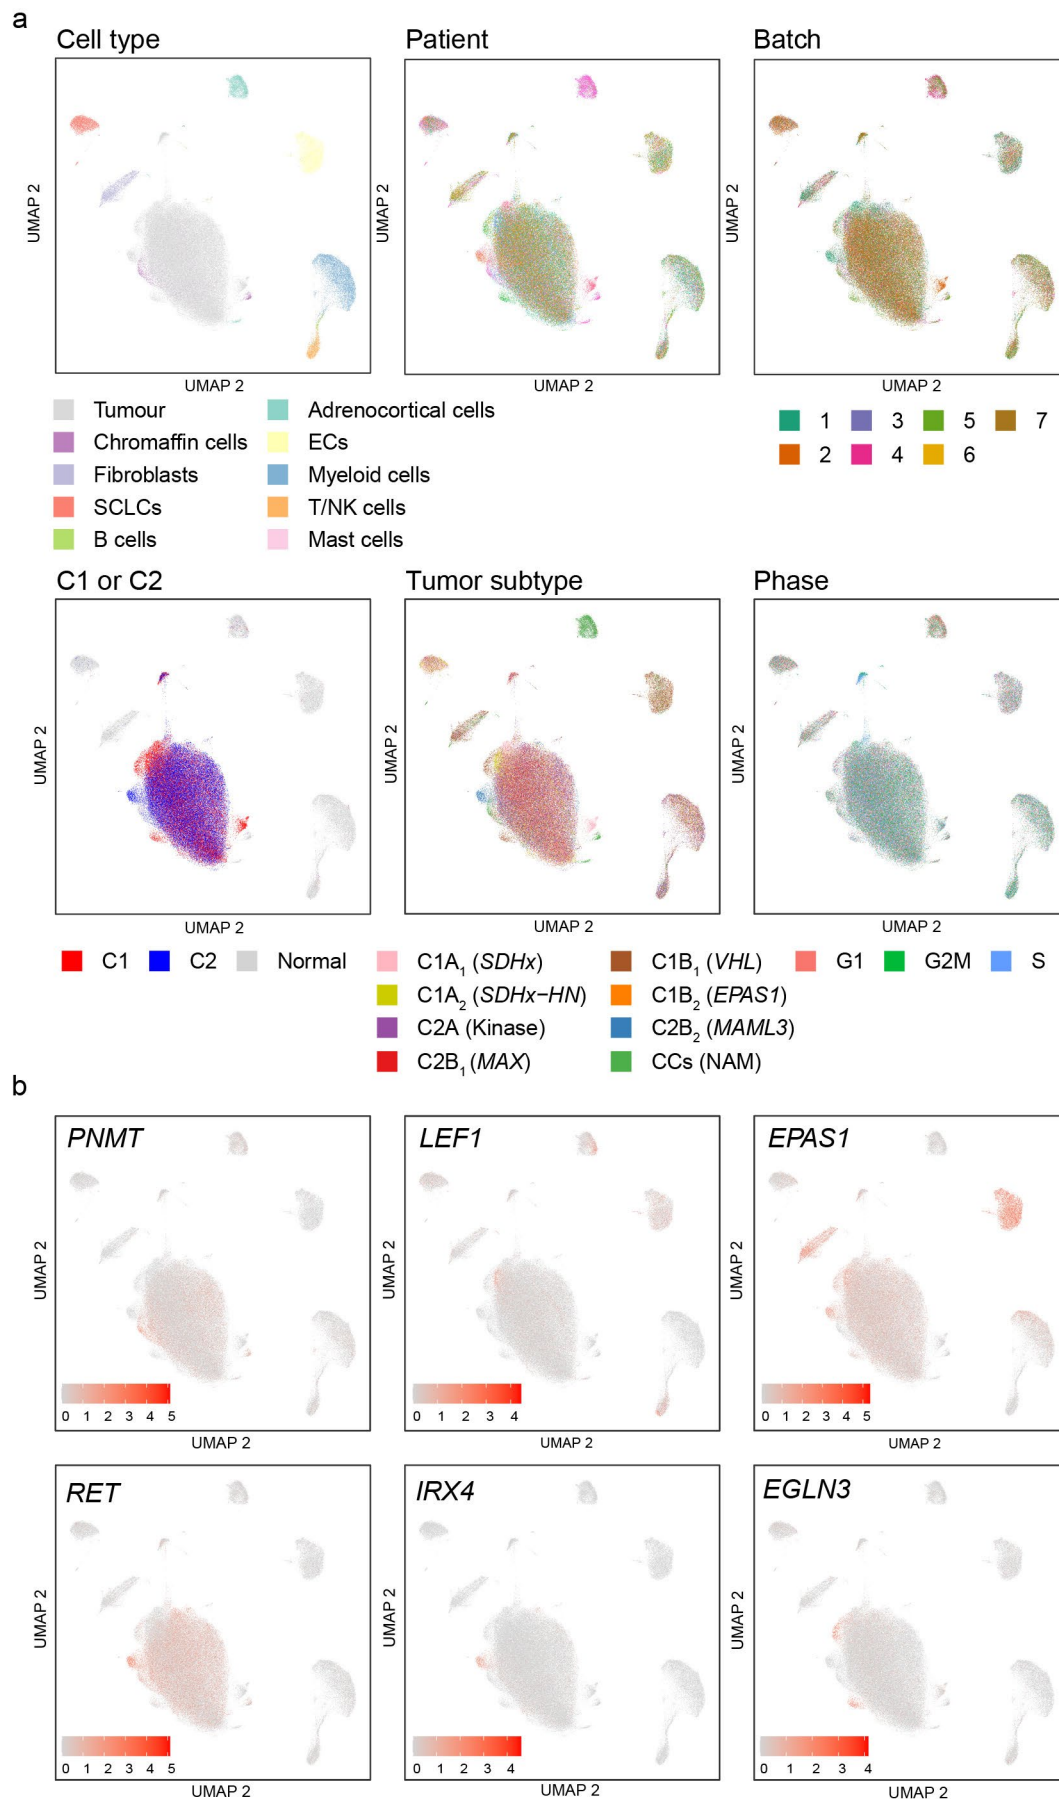 a
Cell type
Patient
Batch
UMAP 2
UMAP 2
UMAP 2
UMAP 2
UMAP 2
UMAP 2
Tumour
Chromaffin cells
Fibroblasts
SCLCs
B cells
Adrenocortical cells
ECs
Myeloid cells
T/NK cells
Mast cells
1 3 5 7
2 4 6
C1 or C2
Tumor subtype
Phase
UMAP 2
UMAP 2
UMAP 2
UMAP 2
UMAP 2
UMAP 2
C1 C2 Normal
C1A₁ (SDHx)
C1A₂ (SDHx−HN)
C2A (Kinase)
C2B₁ (MAX)
C1B₁ (VHL)
C1B₂ (EPAS1)
C2B₂ (MAML3)
CCs (NAM)
G1 G2M S
b
PNMT
LEF1
EPAS1
UMAP 2
UMAP 2
UMAP 2
0 1 2 3 4 5
0 1 2 3 4
0 1 2 3 4 5
UMAP 2
UMAP 2
UMAP 2
RET
IRX4
EGLN3
UMAP 2
UMAP 2
UMAP 2
0 1 2 3 4 5
0 1 2 3 4
0 1 2 3 4
UMAP 2
UMAP 2
UMAP 2